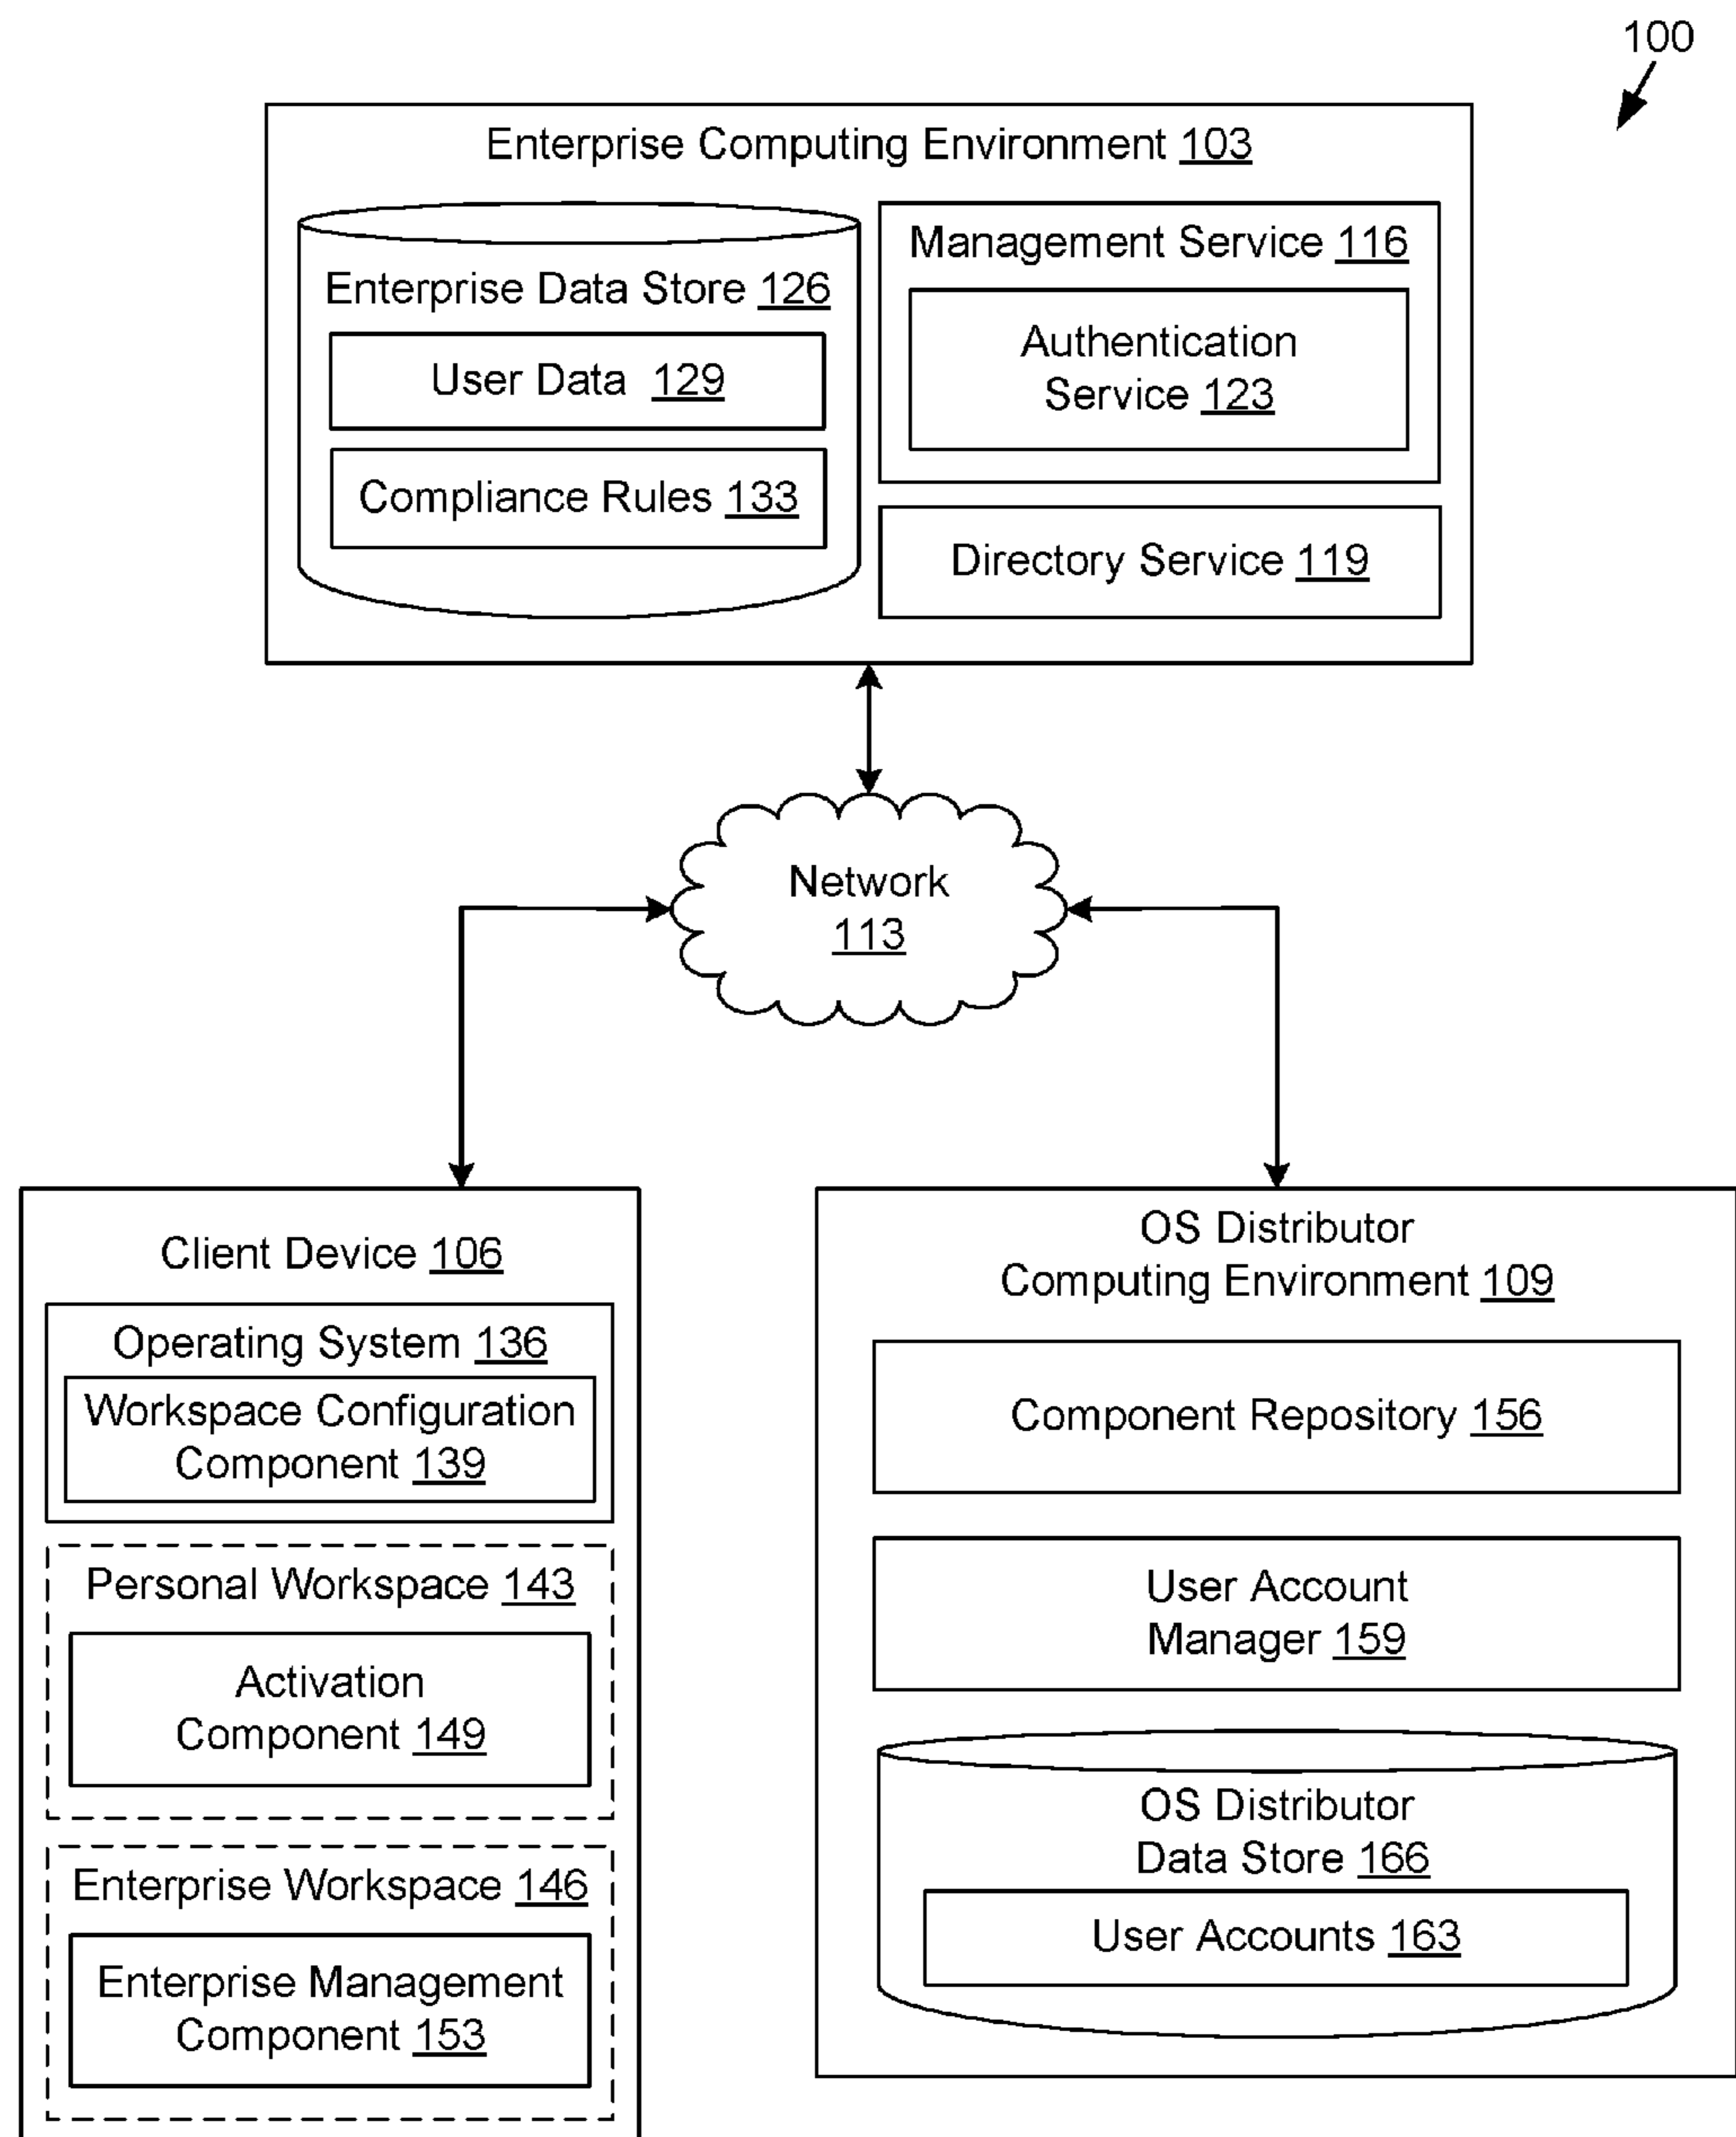 100
Enterprise Computing Environment 103
Enterprise Data Store 126
User Data 129
Compliance Rules 133
Management Service 116
Authentication
Service 123
Directory Service 119
Network
113
Client Device 106
Operating System 136
Workspace Configuration
Component 139
Personal Workspace 143
Activation
Component 149
Enterprise Workspace 146
Enterprise Management
Component 153
OS Distributor
Computing Environment 109
Component Repository 156
User Account
Manager 159
OS Distributor
Data Store 166
User Accounts 163